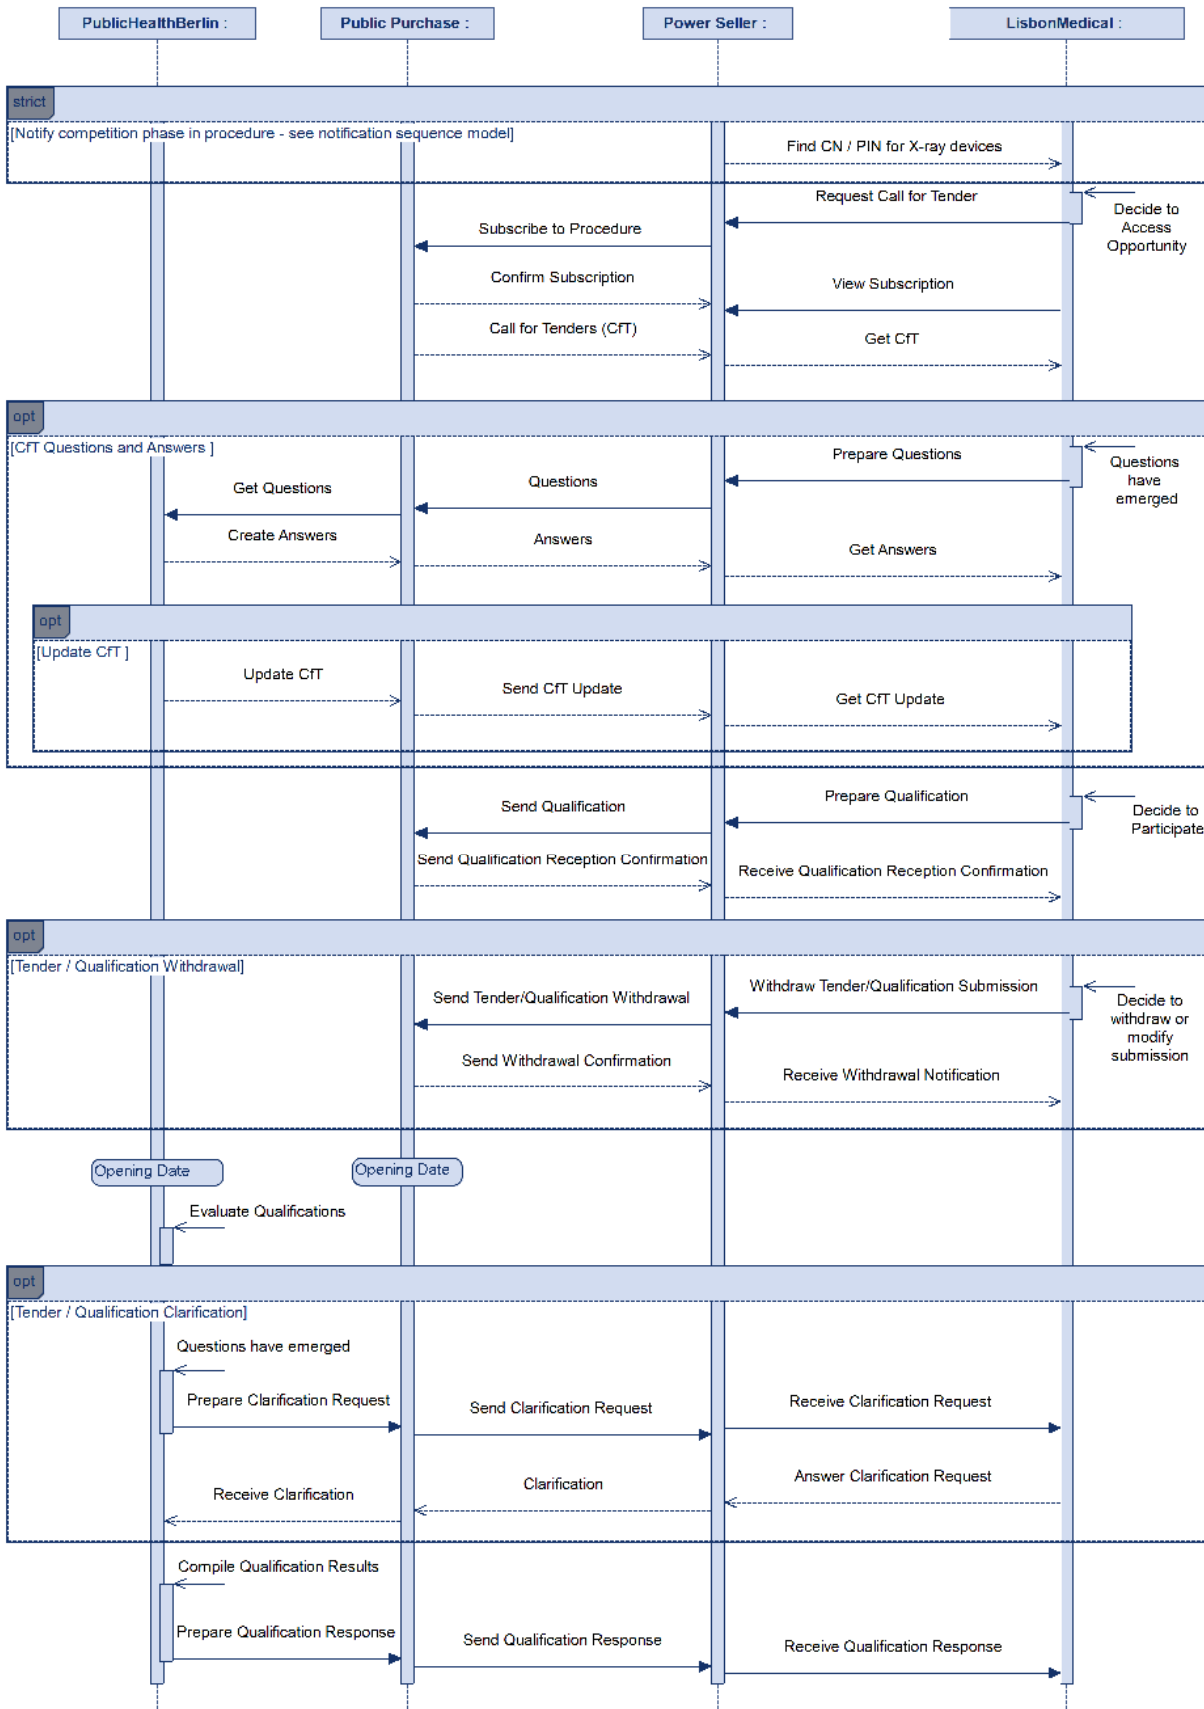 PublicHealthBerlin :
Public Purchase :
Power Seller :
LisbonMedical :
strict
[Notify competition phase in procedure - see notification sequence model]
Find CN / PIN for X-ray devices
Request Call for Tender
Decide to
Access
Opportunity
Subscribe to Procedure
Confirm Subscription
View Subscription
Call for Tenders (CfT)
Get CfT
opt
[CfT Questions and Answers ]
Prepare Questions
Questions
have
emerged
Questions
Get Questions
Create Answers
Answers
Get Answers
opt
[Update CfT ]
Update CfT
Send CfT Update
Get CfT Update
Prepare Qualification
Decide to
Participate
Send Qualification
Send Qualification Reception Confirmation
Receive Qualification Reception Confirmation
opt
[Tender / Qualification Withdrawal]
Withdraw Tender/Qualification Submission
Decide to
withdraw or
modify
submission
Send Tender/Qualification Withdrawal
Send Withdrawal Confirmation
Receive Withdrawal Notification
Opening Date
Opening Date
Evaluate Qualifications
opt
[Tender / Qualification Clarification]
Questions have emerged
Prepare Clarification Request
Send Clarification Request
Receive Clarification Request
Answer Clarification Request
Clarification
Receive Clarification
Compile Qualification Results
Prepare Qualification Response
Send Qualification Response
Receive Qualification Response